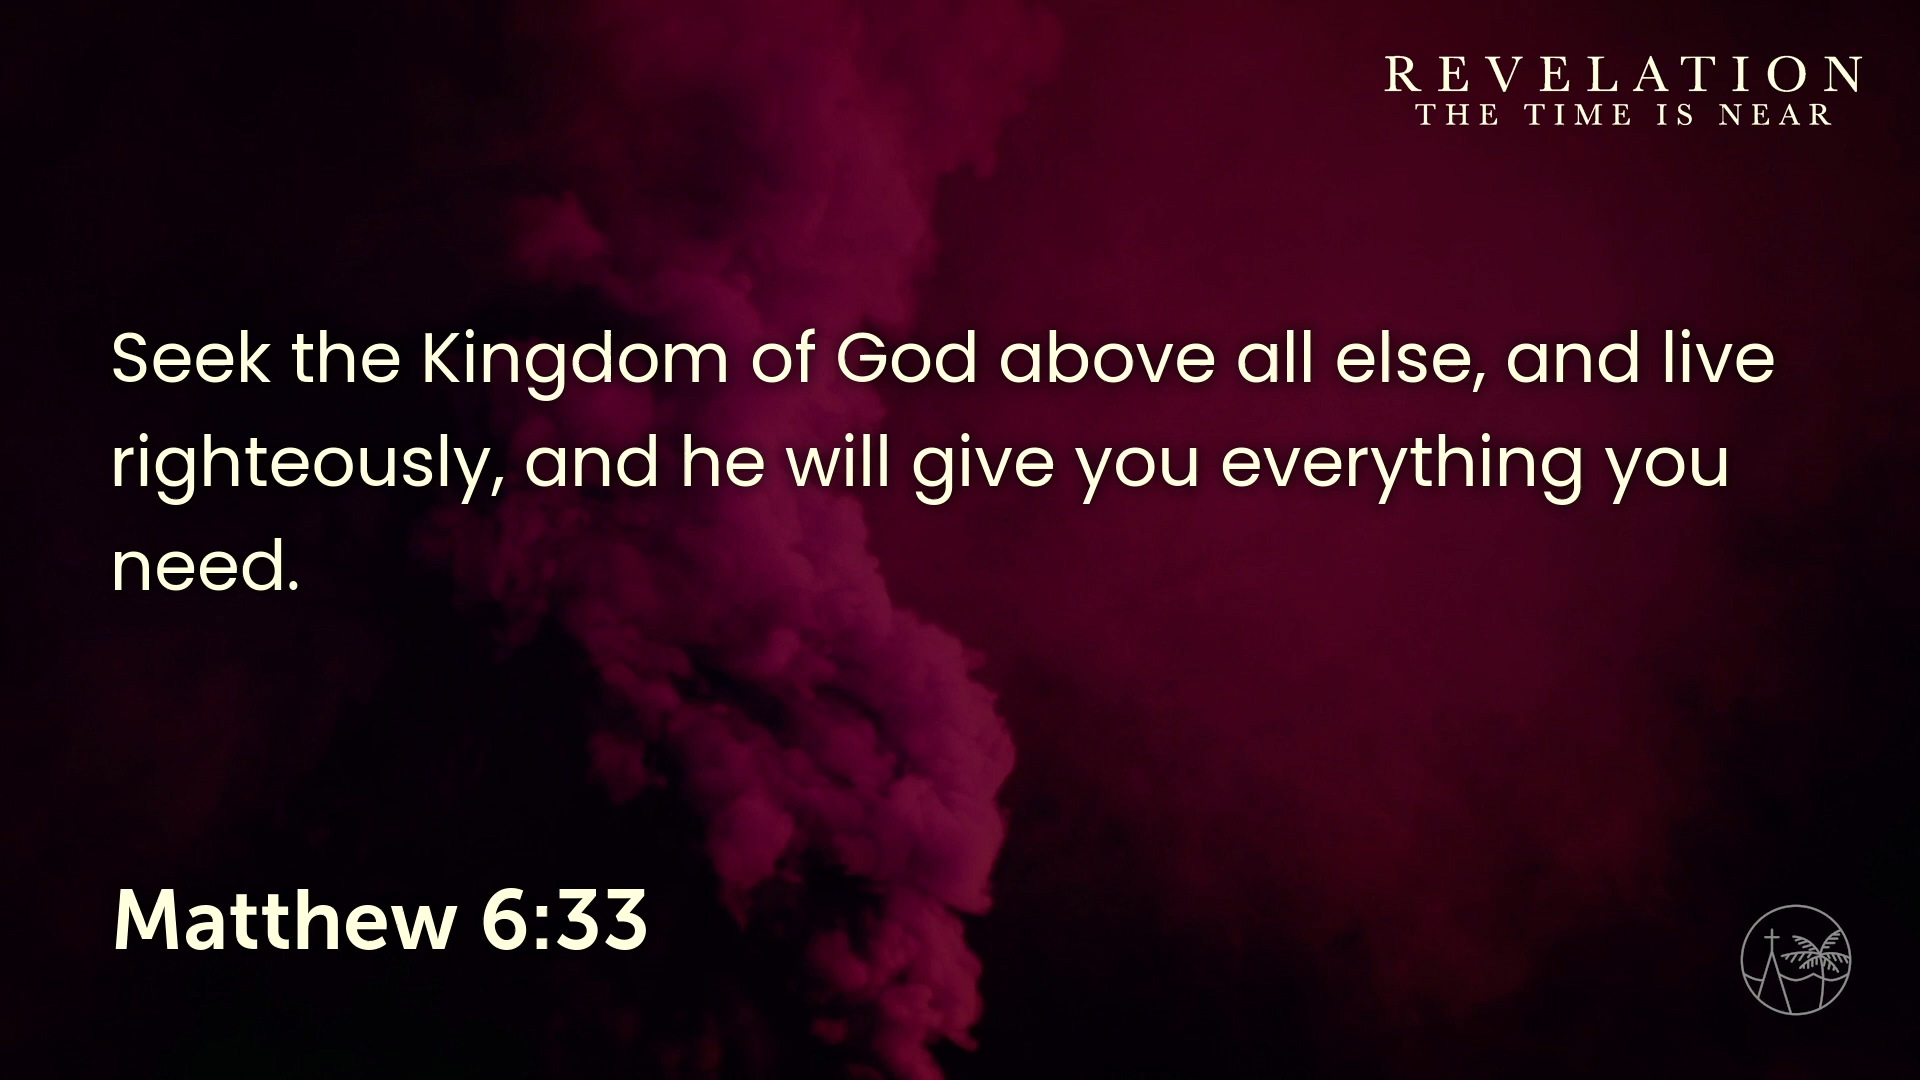 REVELATION
THE TIME IS NEAR
Seek the Kingdom of God above all else, and live
righteously, and he will give you everything you
need.
Matthew 6:33